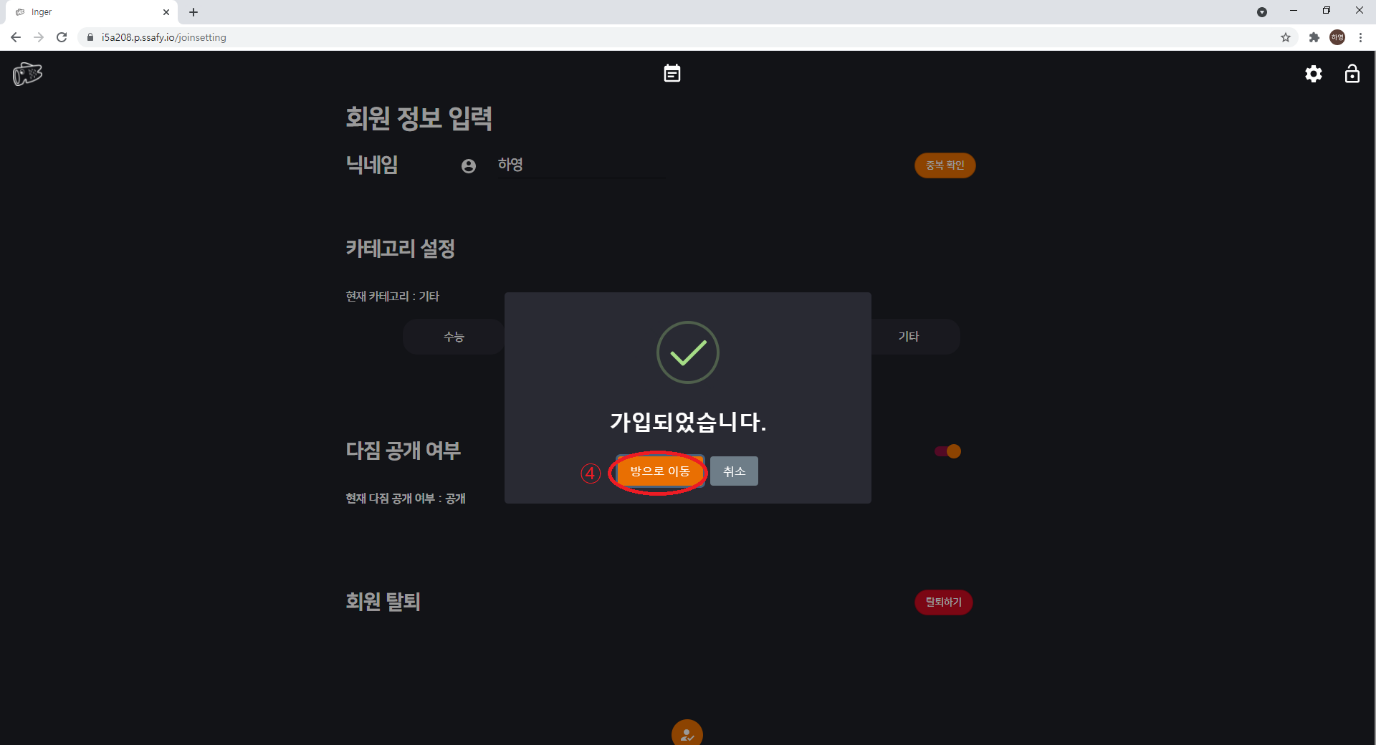 Inger
i5a208.p.ssafy.io/joinsetting
하영
회원 정보 입력
닉네임 하영 중복 확인
카테고리 설정
현재 카테고리 : 기타
수능 기타
가입되었습니다.
다짐 공개 여부
④ 방으로 이동 취소
현재 다짐 공개 여부 : 공개
회원 탈퇴 탈퇴하기